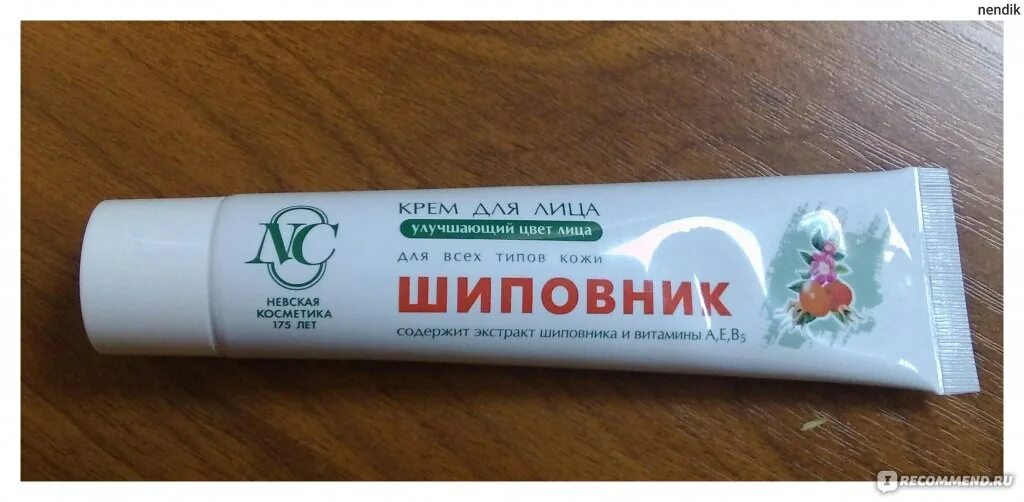 nendik
NC
НЕВСКАЯ
КОСМЕТИКА
175 ЛЕТ
КРЕМ ДЛЯ ЛИЦА
улучшающий цвет лица
ДЛЯ ВСЕХ ТИПОВ КОЖИ
ШИПОВНИК
содержит экстракт шиповника и витамины А,Е,В5
IRECOMMEND.RU